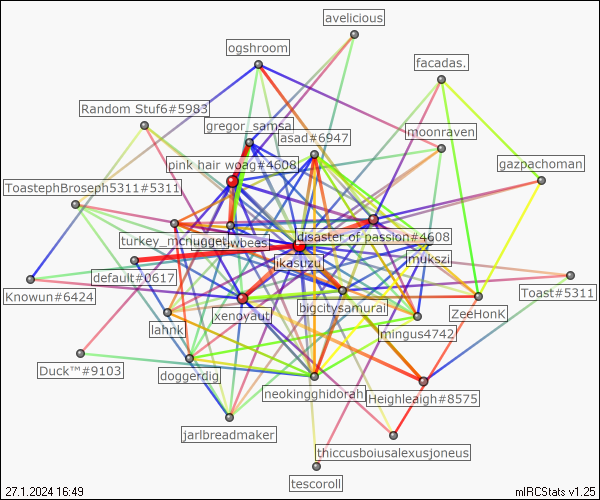 avelicious
ogshroom
facadas.
Random Stuf6#5983
gregor_samsa
moonraven
asad#6947
pink hair woag#4608
gazpachoman
ToastephBroseph5311#5311
disaster of passion#4608
turkey_mcnugget
mukszi
jkasuzu
default#0617
Toast#5311
Knowun#6424
bigcitysamurai
xenoyaut
ZeeHonK
lahnk
mingus4742
Duck™#9103
doggerdig
neokingghidorah
Heighleaigh#8575
jarlbreadmaker
thiccusboiusalexusjoneus
tescoroll
27.1.2024 16:49
mIRCStats v1.25